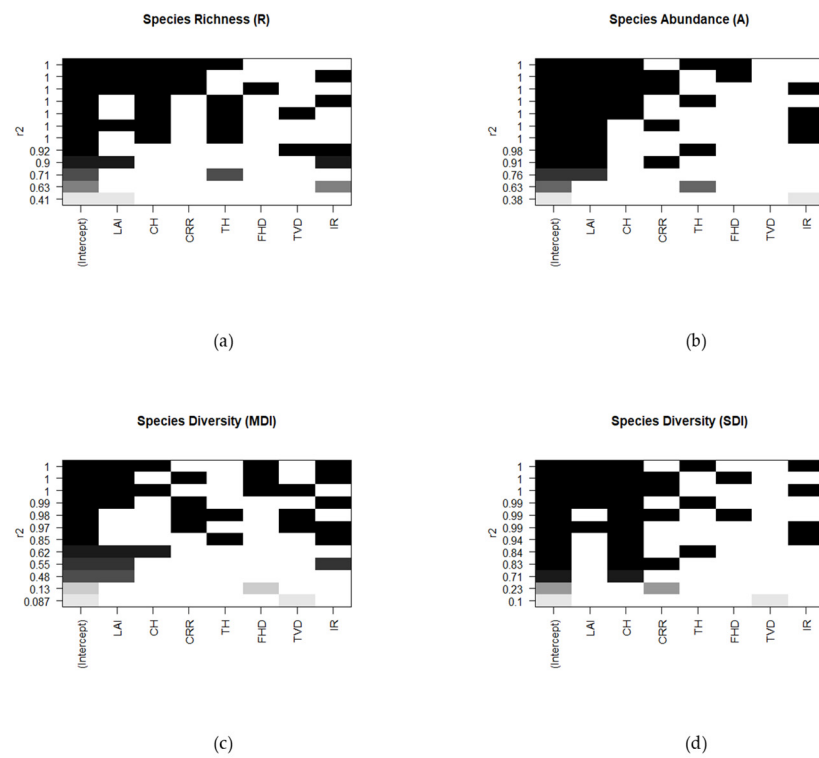 Species Richness (R)
1
1
1
1
1
1
1
0.92
0.9
0.71
0.63
0.41
r2
(Intercept)
LAI
CH
CRR
TH
FHD
TVD
IR
(a)
Species Abundance (A)
1
1
1
1
1
1
1
0.98
0.91
0.76
0.63
0.38
r2
(Intercept)
LAI
CH
CRR
TH
FHD
TVD
IR
(b)
Species Diversity (MDI)
1
1
1
0.99
0.98
0.97
0.85
0.62
0.55
0.48
0.13
0.087
r2
(Intercept)
LAI
CH
CRR
TH
FHD
TVD
IR
(c)
Species Diversity (SDI)
1
1
1
0.99
0.99
0.99
0.94
0.84
0.83
0.71
0.23
0.1
r2
(Intercept)
LAI
CH
CRR
TH
FHD
TVD
IR
(d)